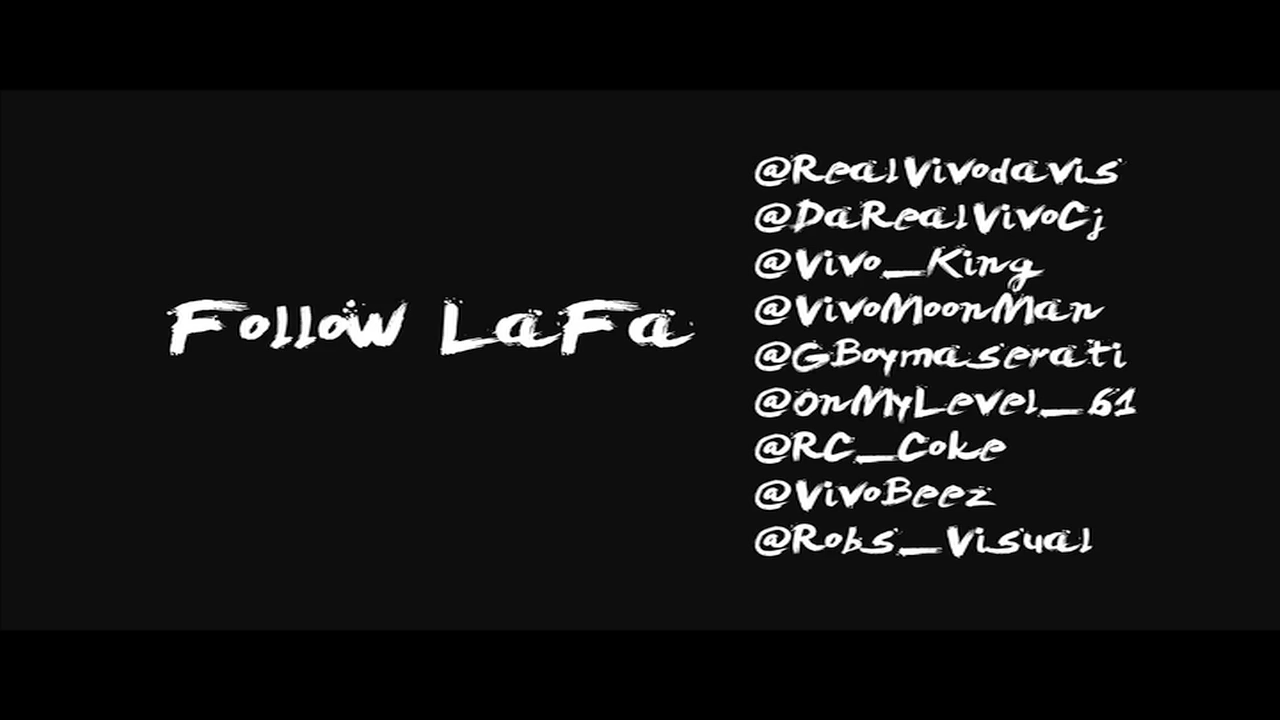 Follow LaFa
@RealVivodavis
@DaRealVivoCj
@Vivo_King
@VivoMoonMan
@GBoymaserati
@OnMyLevel_61
@RC_Coke
@VivoBeez
@Robs_Visual